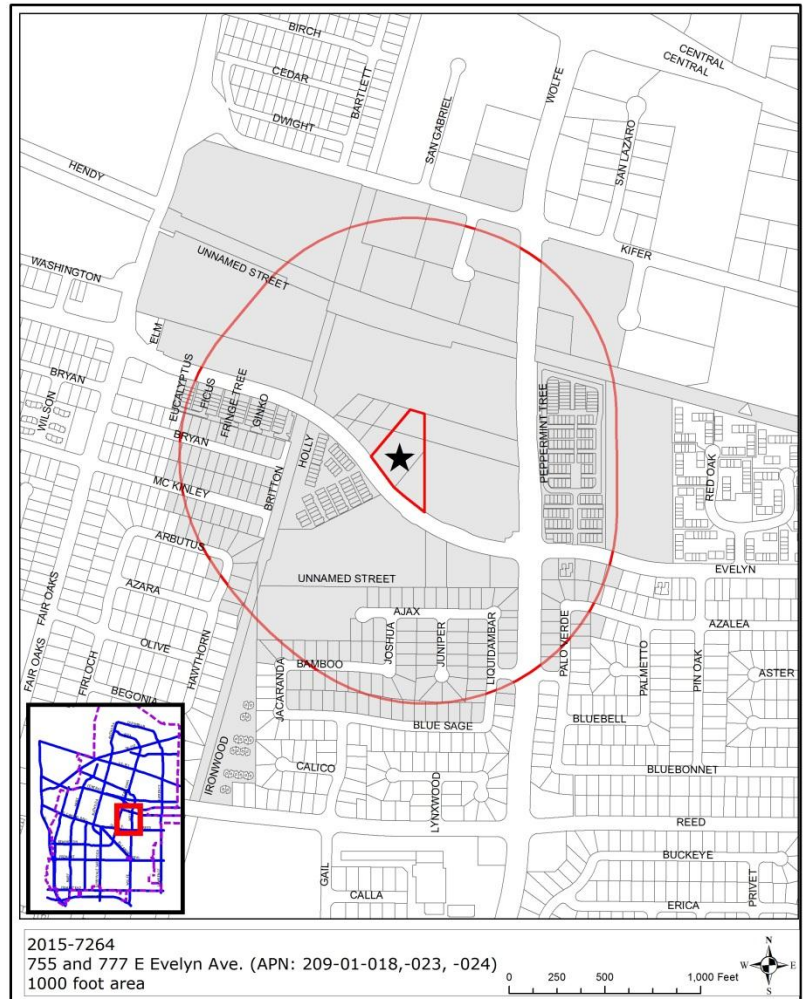 BIRCH
CEDAR
DWIGHT
BARTLETT
SAN GABRIEL
WOLFE
CENTRAL
CENTRAL
SAN LAZARO
HENDY
KIFER
UNNAMED STREET
WASHINGTON
ELM
BRYAN
WILSON
EUCALYPTUS
FICUS
FRINGE TREE
GINKO
BRYAN
HOLLY
BRITTON
MC KINLEY
PEPPERMINT TREE
RED OAK
ARBUTUS
EVELYN
UNNAMED STREET
AZARA
FAIR OAKS
AJAX
JOSHUA
JUNIPER
LIQUIDAMBAR
PALO VERDE
AZALEA
OLIVE
HAWTHORN
FAIR OAKS
FIRLOCH
BAMBOO
PALMETTO
PIN OAK
ASTER
BEGONIA
JACARANDA
BLUE SAGE
BLUEBELL
IRONWOOD
CALICO
BLUEBONNET
LYNXWOOD
REED
BUCKEYE
GAIL
CALLA
PRIVET
ERICA
2015-7264
755 and 777 E Evelyn Ave. (APN: 209-01-018,-023, -024)
1000 foot area
0 250 500 1,000 Feet
N
W E
S